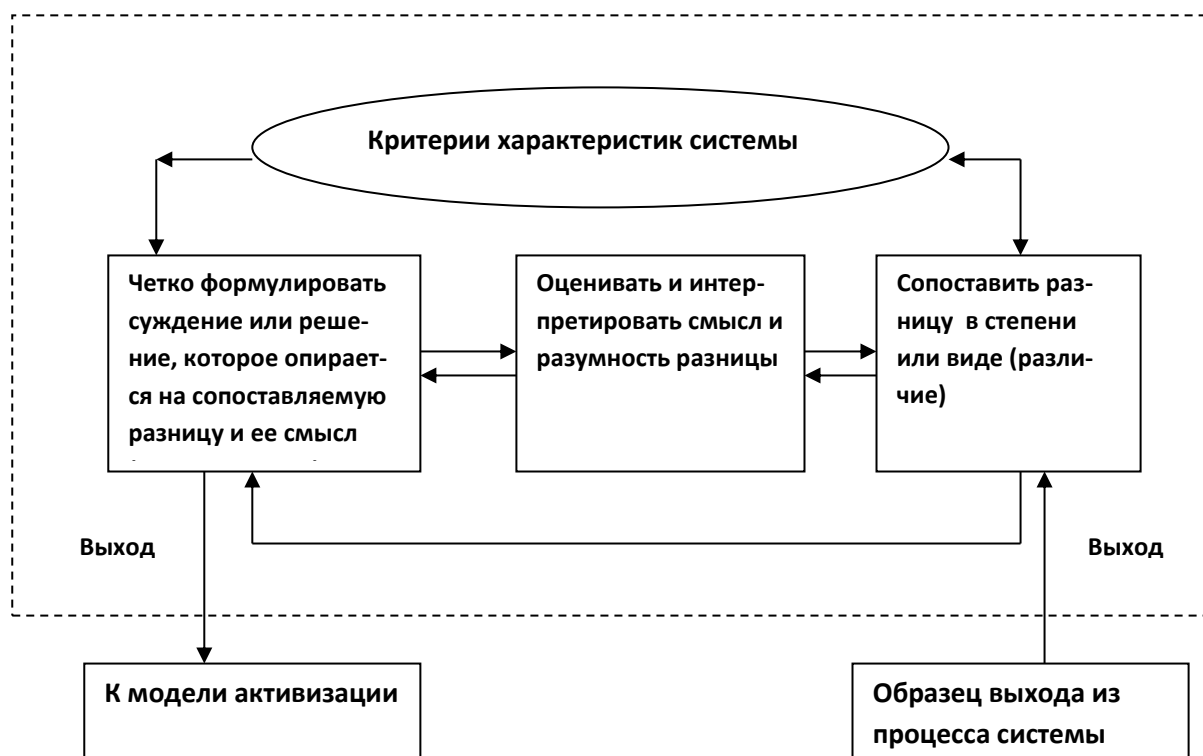 Критерии характеристик системы
Четко формулировать
суждение или реше-
ние, которое опирает-
ся на сопоставляемую
разницу и ее смысл
Оценивать и интер-
претировать смысл и
разумность разницы
Сопоставить раз-
ницу в степени
или виде (разли-
чие)
Выход
Выход
К модели активизации
Образец выхода из
процесса системы